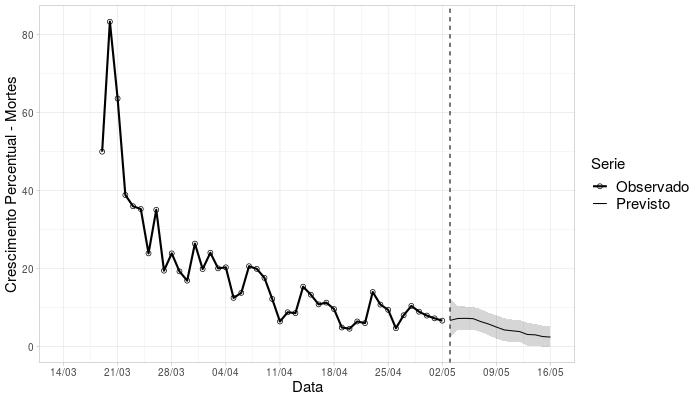 Crescimento Percentual - Mortes
80
60
40
20
0
14/03 21/03 28/03 04/04 11/04 18/04 25/04 02/05 09/05 16/05
Data
Serie
Observado
Previsto